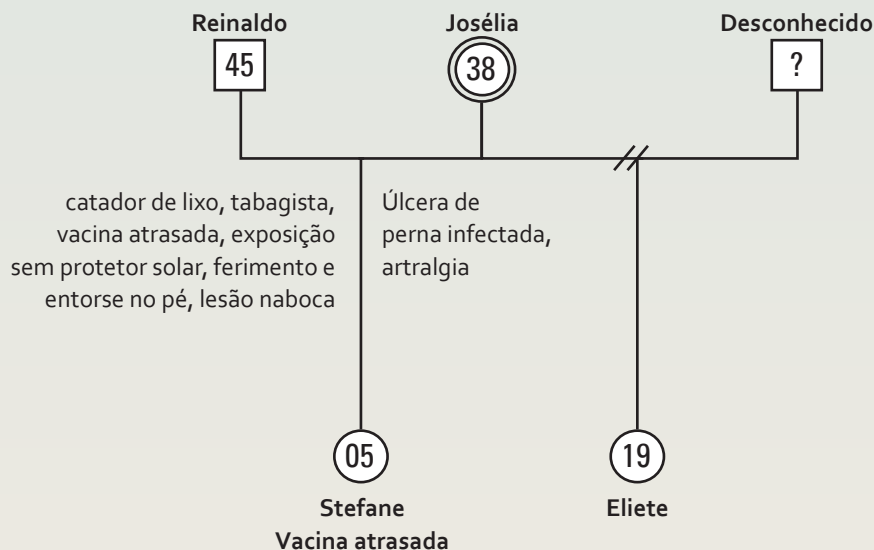 Reinaldo
Josélia
Desconhecido
45
38
?
catador de lixo, tabagista,
vacina atrasada, exposição
sem protetor solar, ferimento e
entorse no pé, lesão naboca
Úlcera de
perna infectada,
artralgia
05
19
Stefane
Vacina atrasada
Eliete